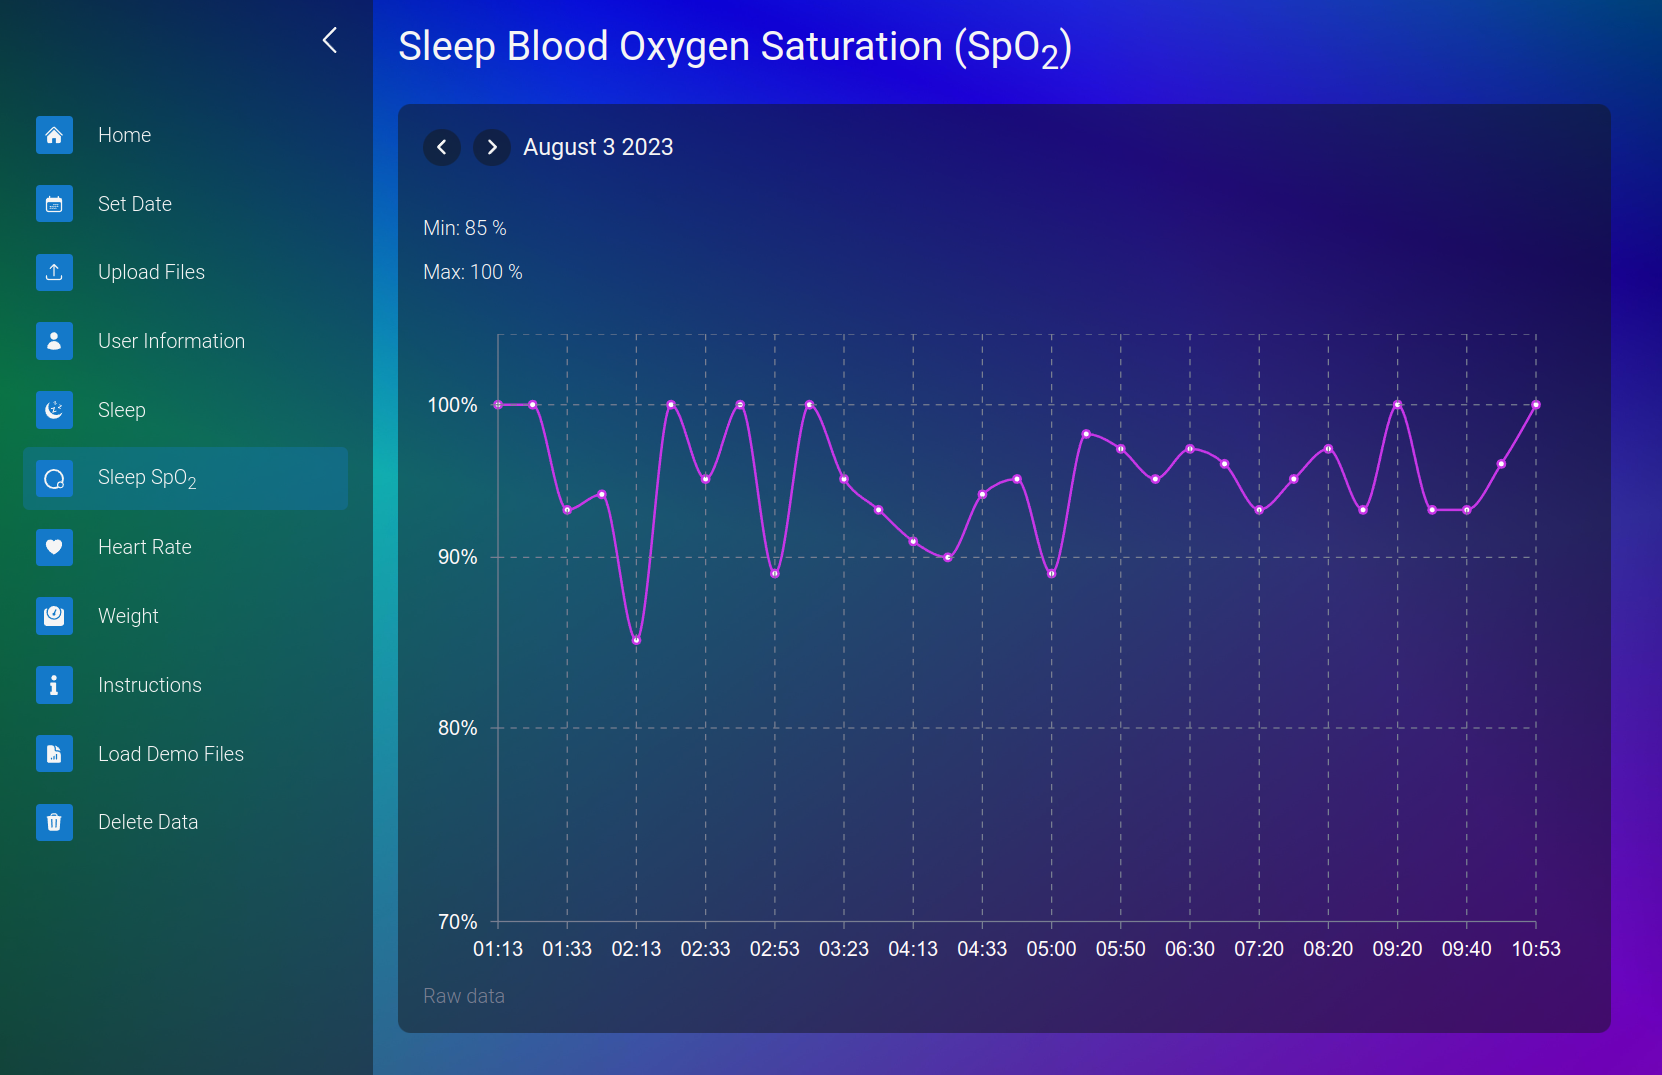 Sleep Blood Oxygen Saturation (SpO2)
Home
Set Date
Upload Files
User Information
Sleep
Sleep SpO2
Heart Rate
Weight
Instructions
Load Demo Files
Delete Data
August 3 2023
Min: 85 %
Max: 100 %
100%
90%
80%
70%
01:13 01:33 02:13 02:33 02:53 03:23 04:13 04:33 05:00 05:50 06:30 07:20 08:20 09:20 09:40 10:53
Raw data